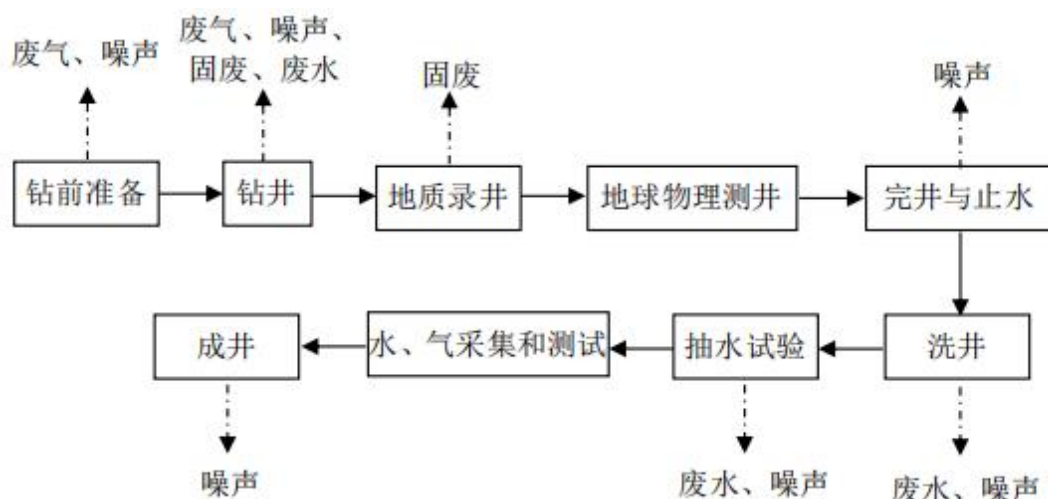 废气、噪声
废气、噪声、
固废、废水
固废
噪声
钻前准备
钻井
地质录井
地球物理测井
完井与止水
成井
水、气采集和测试
抽水试验
洗井
噪声
废水、噪声
废水、噪声